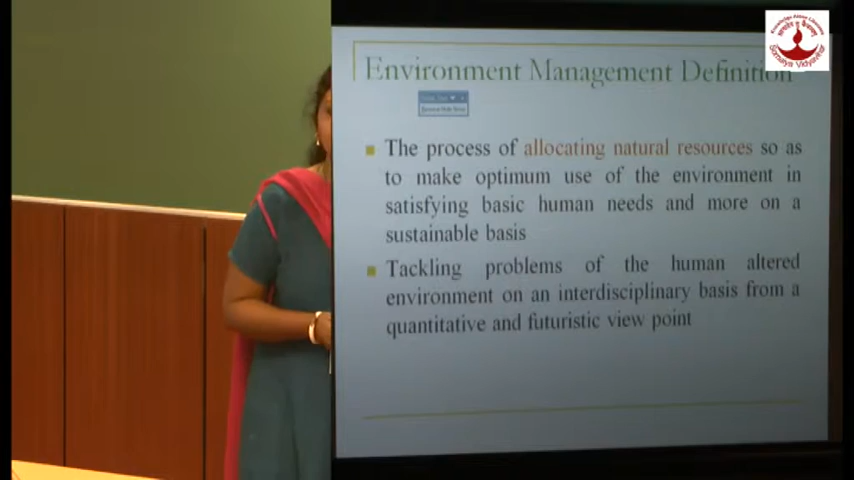 Environment Management Definition
The process of allocating natural resources so as
to make optimum use of the environment in
satisfying basic human needs and more on a
sustainable basis
Tackling problems of the human altered
environment on an interdisciplinary basis from a
quantitative and futuristic view point
Somaiya Vidyavihar